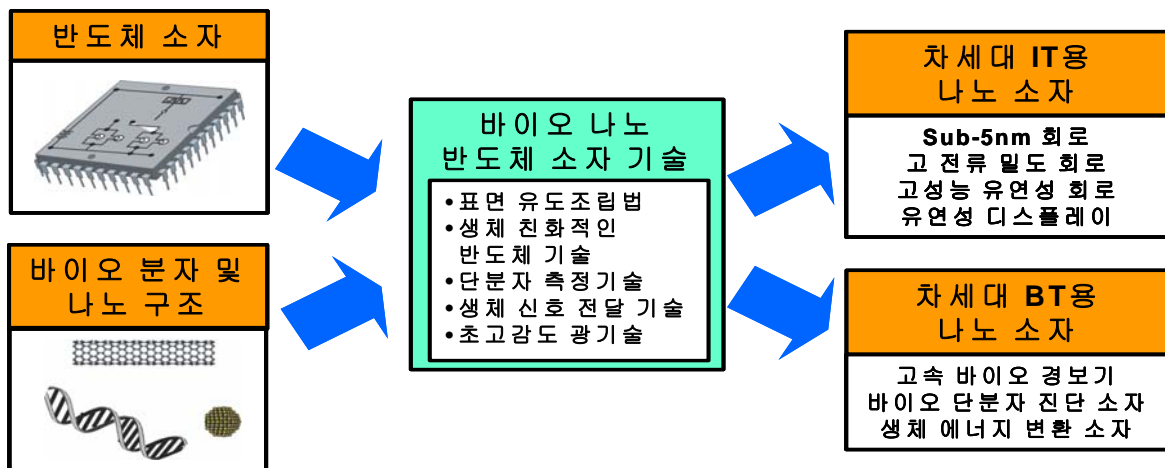 반도체 소자
바이오 분자 및
나노 구조
바이오 나노
반도체 소자 기술
•표면 유도조립법
•생체 친화적인
반도체 기술
•단분자 측정기술
•생체 신호 전달 기술
•초고감도 광기술
차세대 IT용
나노 소자
Sub-5nm 회로
고 전류 밀도 회로
고성능 유연성 회로
유연성 디스플레이
차세대 BT용
나노 소자
고속 바이오 경보기
바이오 단분자 진단 소자
생체 에너지 변환 소자